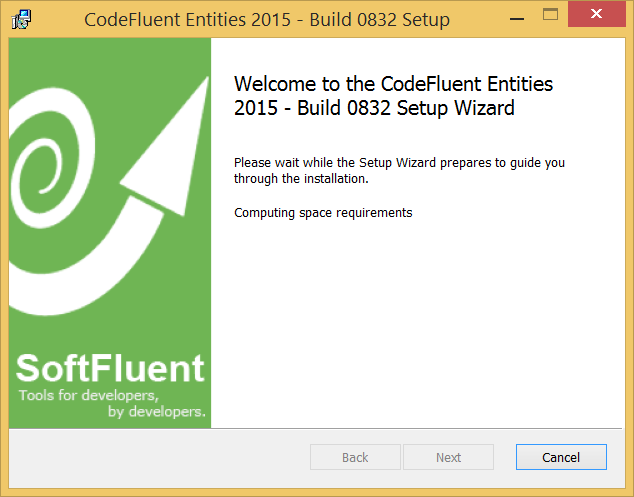 CodeFluent Entities 2015 - Build 0832 Setup
Welcome to the CodeFluent Entities
2015 - Build 0832 Setup Wizard
Please wait while the Setup Wizard prepares to guide you
through the installation.
Computing space requirements
SoftFluent
Tools for developers,
by developers.
Back
Next
Cancel